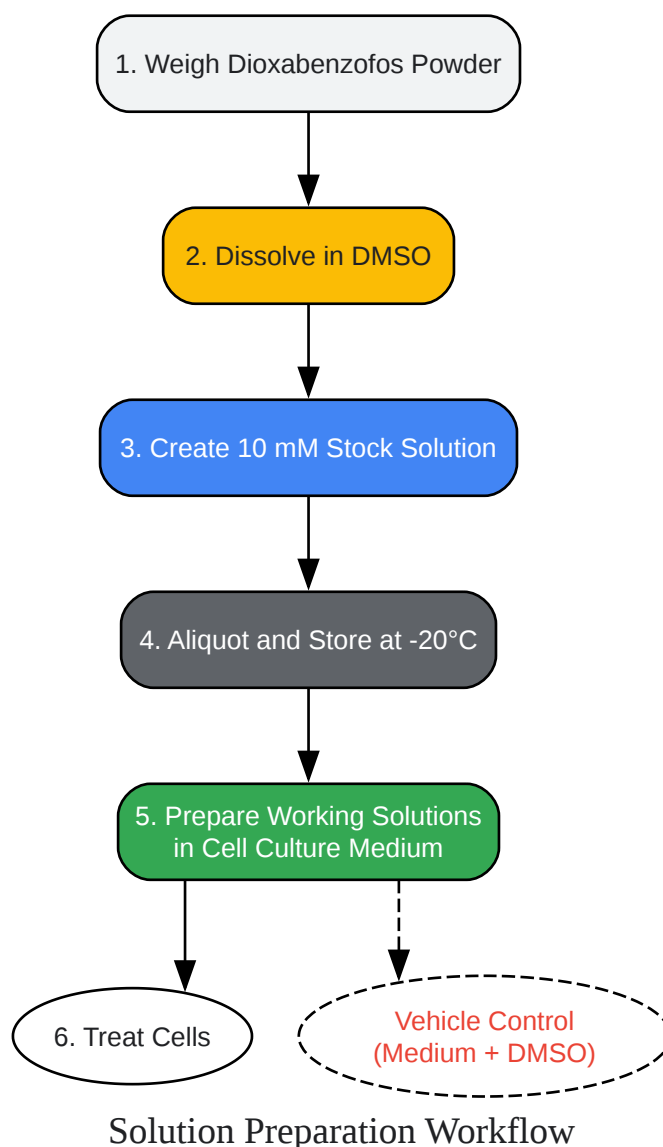 1. Weigh Dioxabenzofos Powder
2. Dissolve in DMSO
3. Create 10 mM Stock Solution
4. Aliquot and Store at -20°C
5. Prepare Working Solutions
in Cell Culture Medium
6. Treat Cells
Vehicle Control
(Medium + DMSO)
Solution Preparation Workflow